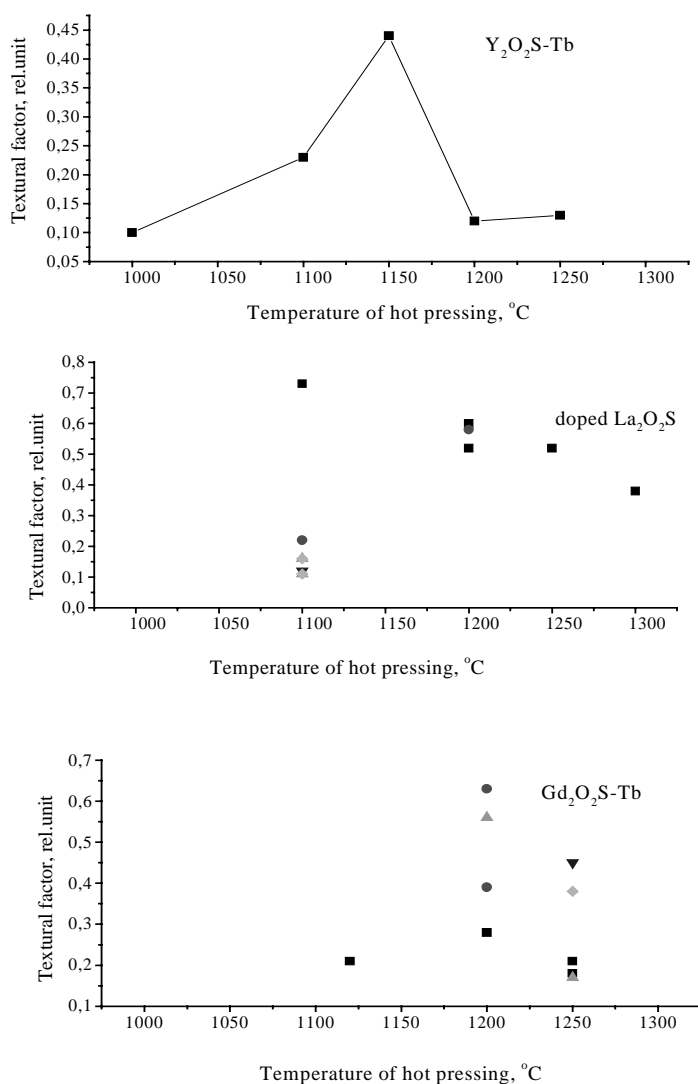 0,45
0,40
0,35
0,30
0,25
0,20
0,15
0,10
0,05
Textural factor, rel.unit
Y₂O₂S-Tb
1000 1050 1100 1150 1200 1250 1300
Temperature of hot pressing, °C
0,8
0,7
0,6
0,5
0,4
0,3
0,2
0,1
0,0
Textural factor, rel.unit
doped La₂O₂S
1000 1050 1100 1150 1200 1250 1300
Temperature of hot pressing, °C
0,7
0,6
0,5
0,4
0,3
0,2
0,1
Textural factor, rel.unit
Gd₂O₂S-Tb
1000 1050 1100 1150 1200 1250 1300
Temperature of hot pressing, °C